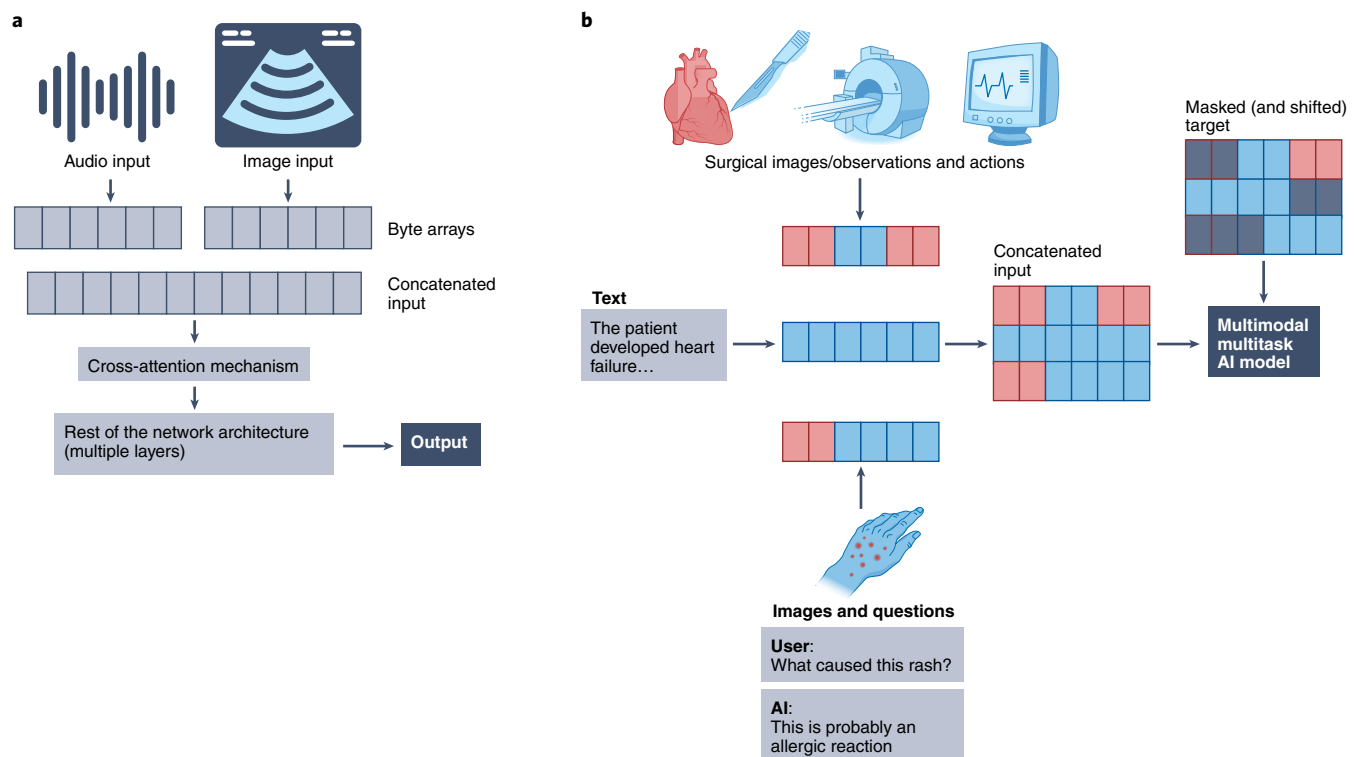 a
Audio input
Image input
Byte arrays
Concatenated
input
Cross-attention mechanism
Rest of the network architecture
(multiple layers)
Output
b
Surgical images/observations and actions
Text
The patient
developed heart
failure…
Concatenated
input
Masked (and shifted)
target
Multimodal
multitask
AI model
Images and questions
User:
What caused this rash?
AI:
This is probably an
allergic reaction